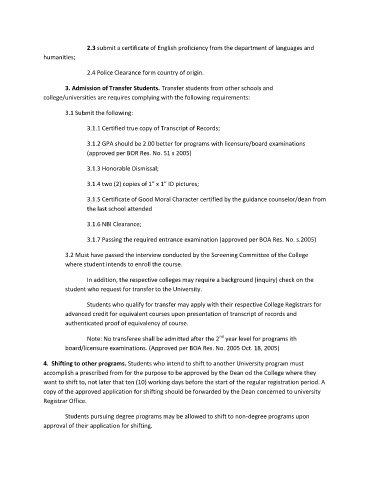 2.3 submit a certificate of English proficiency from the department of languages and
humanities;
2.4 Police Clearance form country of origin.
3. Admission of Transfer Students. Transfer students from other schools and
college/universities are requires complying with the following requirements:
3.1 Submit the following:
3.1.1 Certified true copy of Transcript of Records;
3.1.2 GPA should be 2.00 better for programs with licensure/board examinations
(approved per BOR Res. No. 51 s 2005)
3.1.3 Honorable Dismissal;
3.1.4 two (2) copies of 1" x 1" ID pictures;
3.1.5 Certificate of Good Moral Character certified by the guidance counselor/dean from
the last school attended
3.1.6 NBI Clearance;
3.1.7 Passing the required entrance examination (approved per BOA Res. No. s.2005)
3.2 Must have passed the interview conducted by the Screening Committee of the College
where student intends to enroll the course.
In addition, the respective colleges may require a background (inquiry) check on the
student who request for transfer to the University.
Students who qualify for transfer may apply with their respective College Registrars for
advanced credit for equivalent courses upon presentation of transcript of records and
authenticated proof of equivalency of course.
Note: No transferee shall be admitted after the 2nd year level for programs ith
board/licensure examinations. (Approved per BOA Res. No. 2005 Oct. 18, 2005)
4. Shifting to other programs. Students who intend to shift to another University program must
accomplish a prescribed from for the purpose to be approved by the Dean od the College where they
want to shift to, not later that ten (10) working days before the start of the regular registration period. A
copy of the approved application for shifting should be forwarded by the Dean concerned to university
Registrar Office.
Students pursuing degree programs may be allowed to shift to non-degree programs upon
approval of their application for shifting.